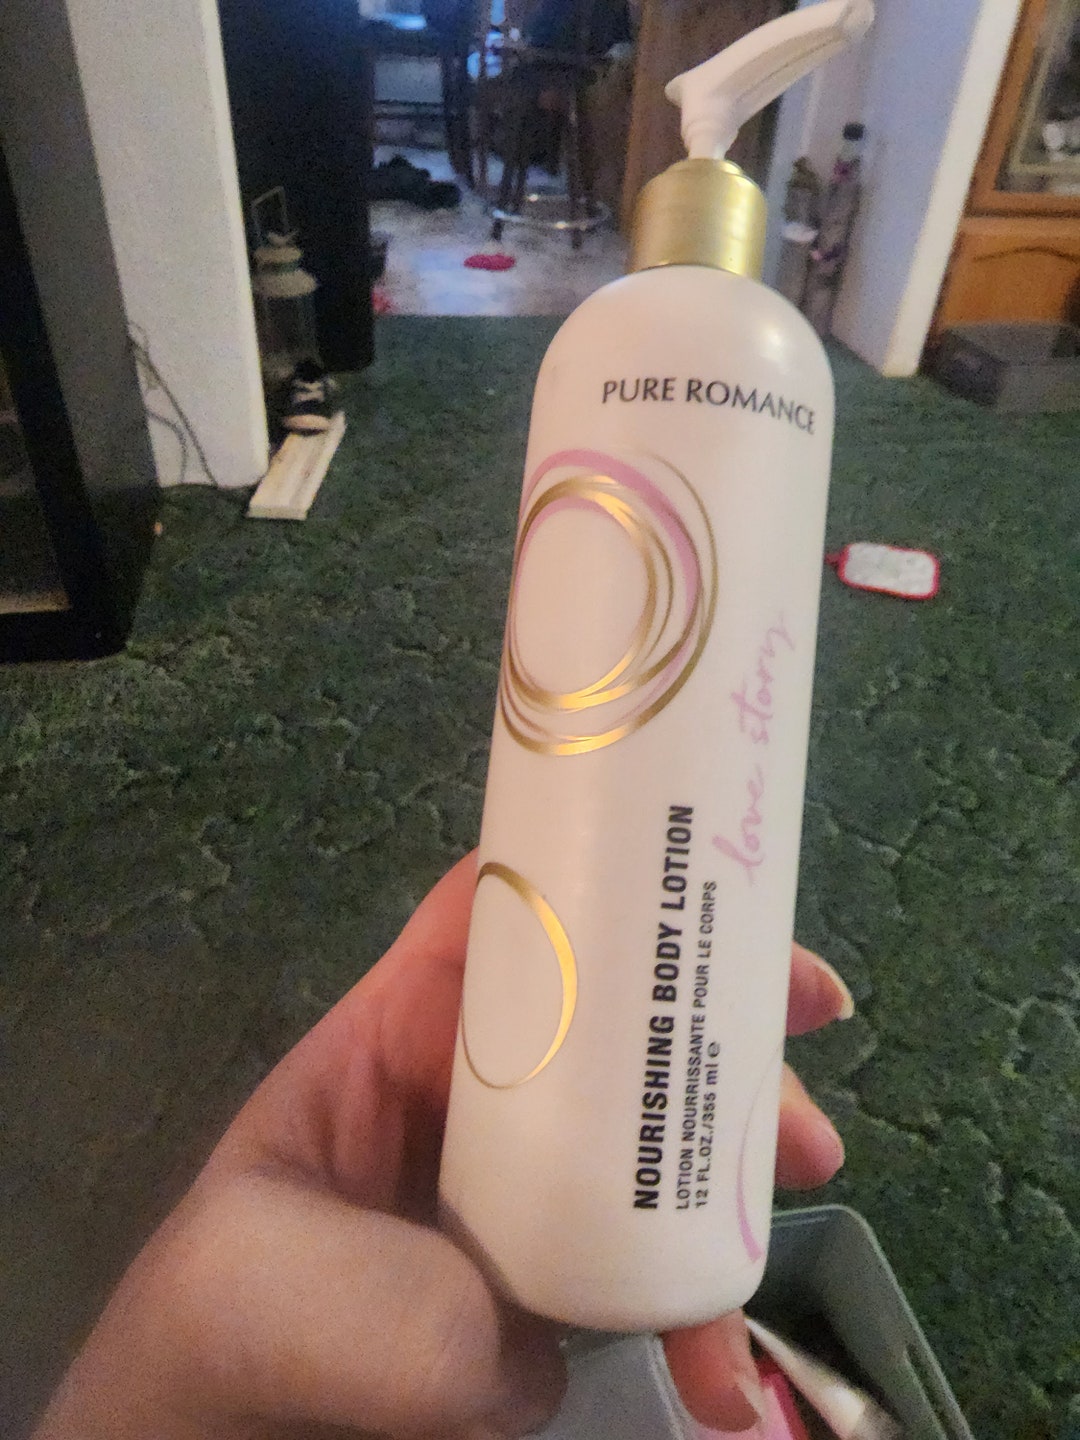 PURE ROMANCE
love story
NOURISHING BODY LOTION
LOTION NOURRISSANTE POUR LE CORPS
12 FL.OZ./355 ml ℮